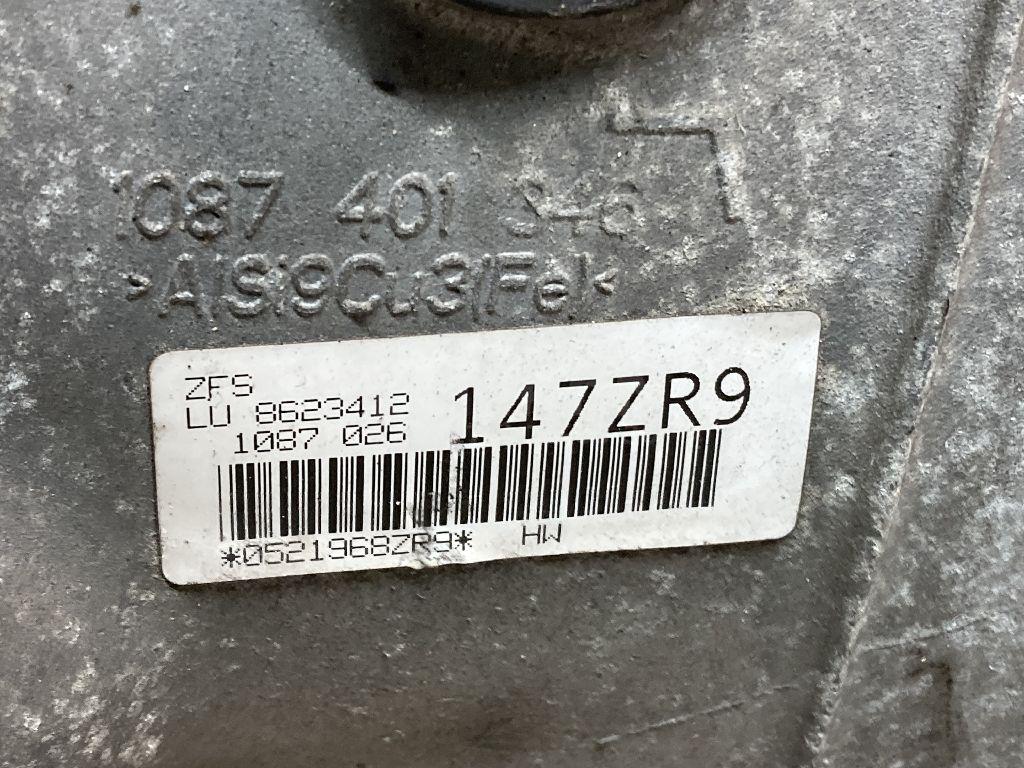 1087 401 346
>AlSi9Cu3(Fe)<
ZFS
LU 8623412
1087 026
147ZR9
*0521968ZR9* HW